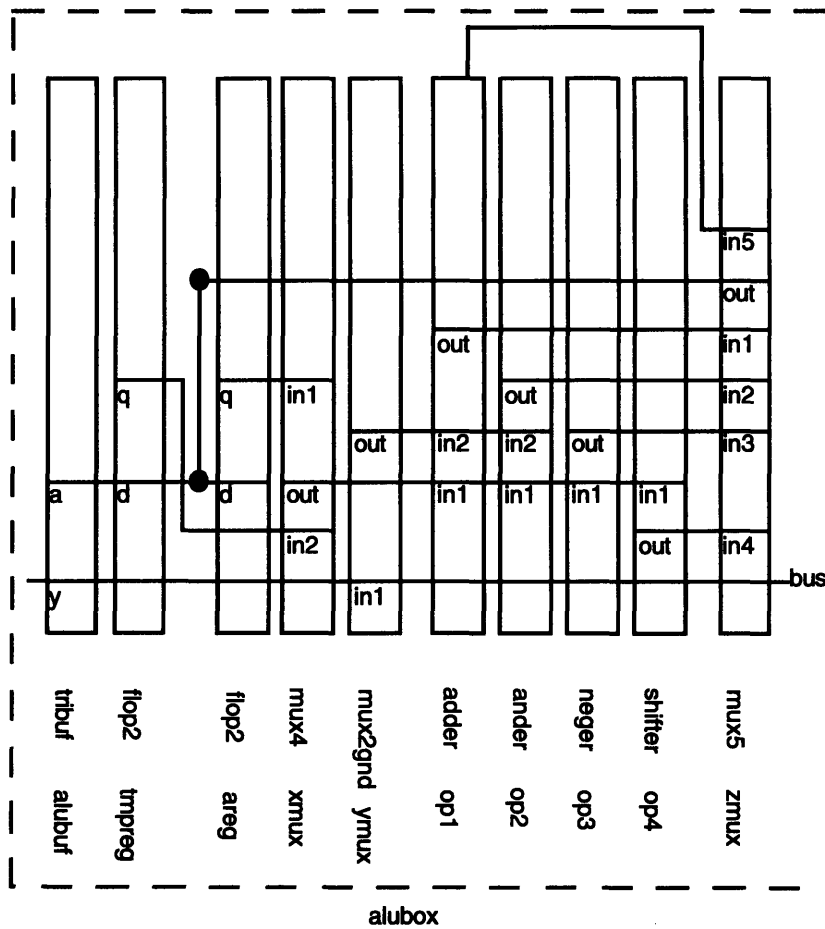 in5
out
out in1
q q in1 out in2
out in2 in2 out in3
a d d out in1 in1 in1 in1
in2 out in4
bus
y in1
tribuf alubuf
flop2 tmpreg
flop2 areg
mux4 xmux
mux2gnd ymux
adder op1
ander op2
neger op3
shifter op4
mux5 zmux
alubox